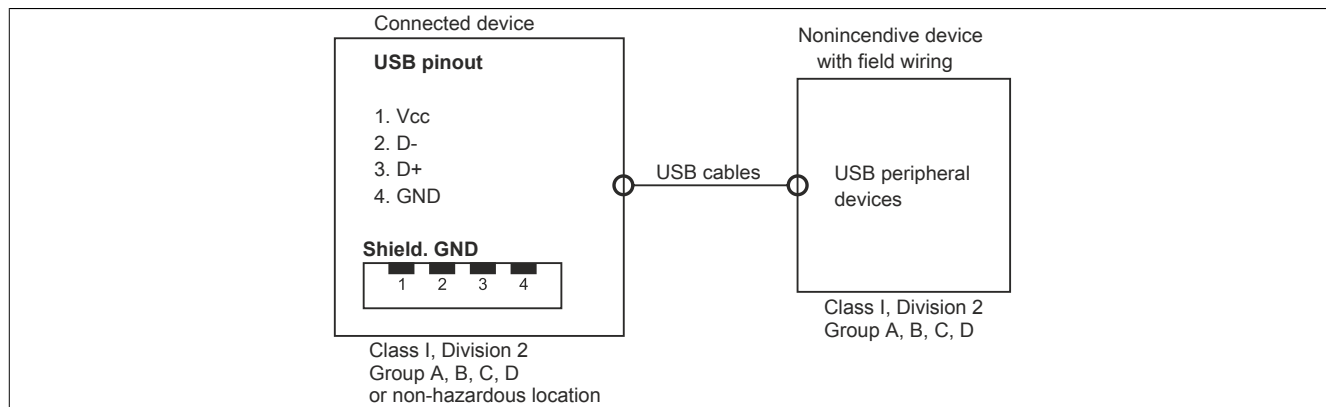 Connected device
USB pinout
1. Vcc
2. D-
3. D+
4. GND
Shield. GND
1 2 3 4
Class I, Division 2
Group A, B, C, D
or non-hazardous location
USB cables
Nonincendive device
with field wiring
USB peripheral
devices
Class I, Division 2
Group A, B, C, D